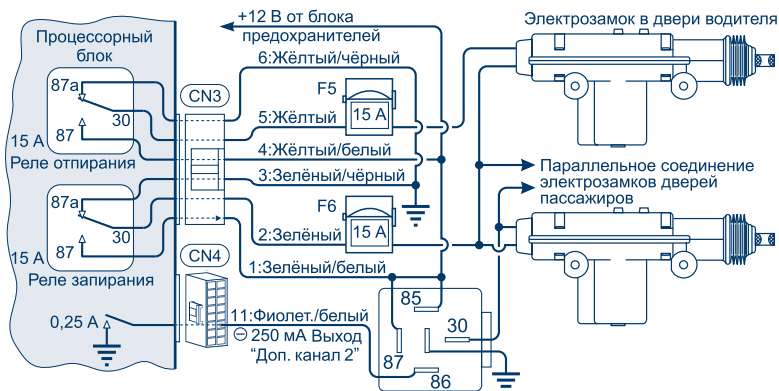 +12 В от блока
предохранителей
Электрозамок в двери водителя
Процессорный
блок
6:Жёлтый/чёрный
F5
87a
CN3
15 А
5:Жёлтый
30
87
15 А
4:Жёлтый/белый
Реле отпирания
3:Зелёный/чёрный
Параллельное соединение
электрозамков дверей
пассажиров
F6
30
15 А
2:Зелёный
87
CN4
15 А
1:Зелёный/белый
Реле запирания
85
30
0,25 А
11:Фиолет./белый
⊖ 250 мА Выход
"Доп. канал 2"
87
86